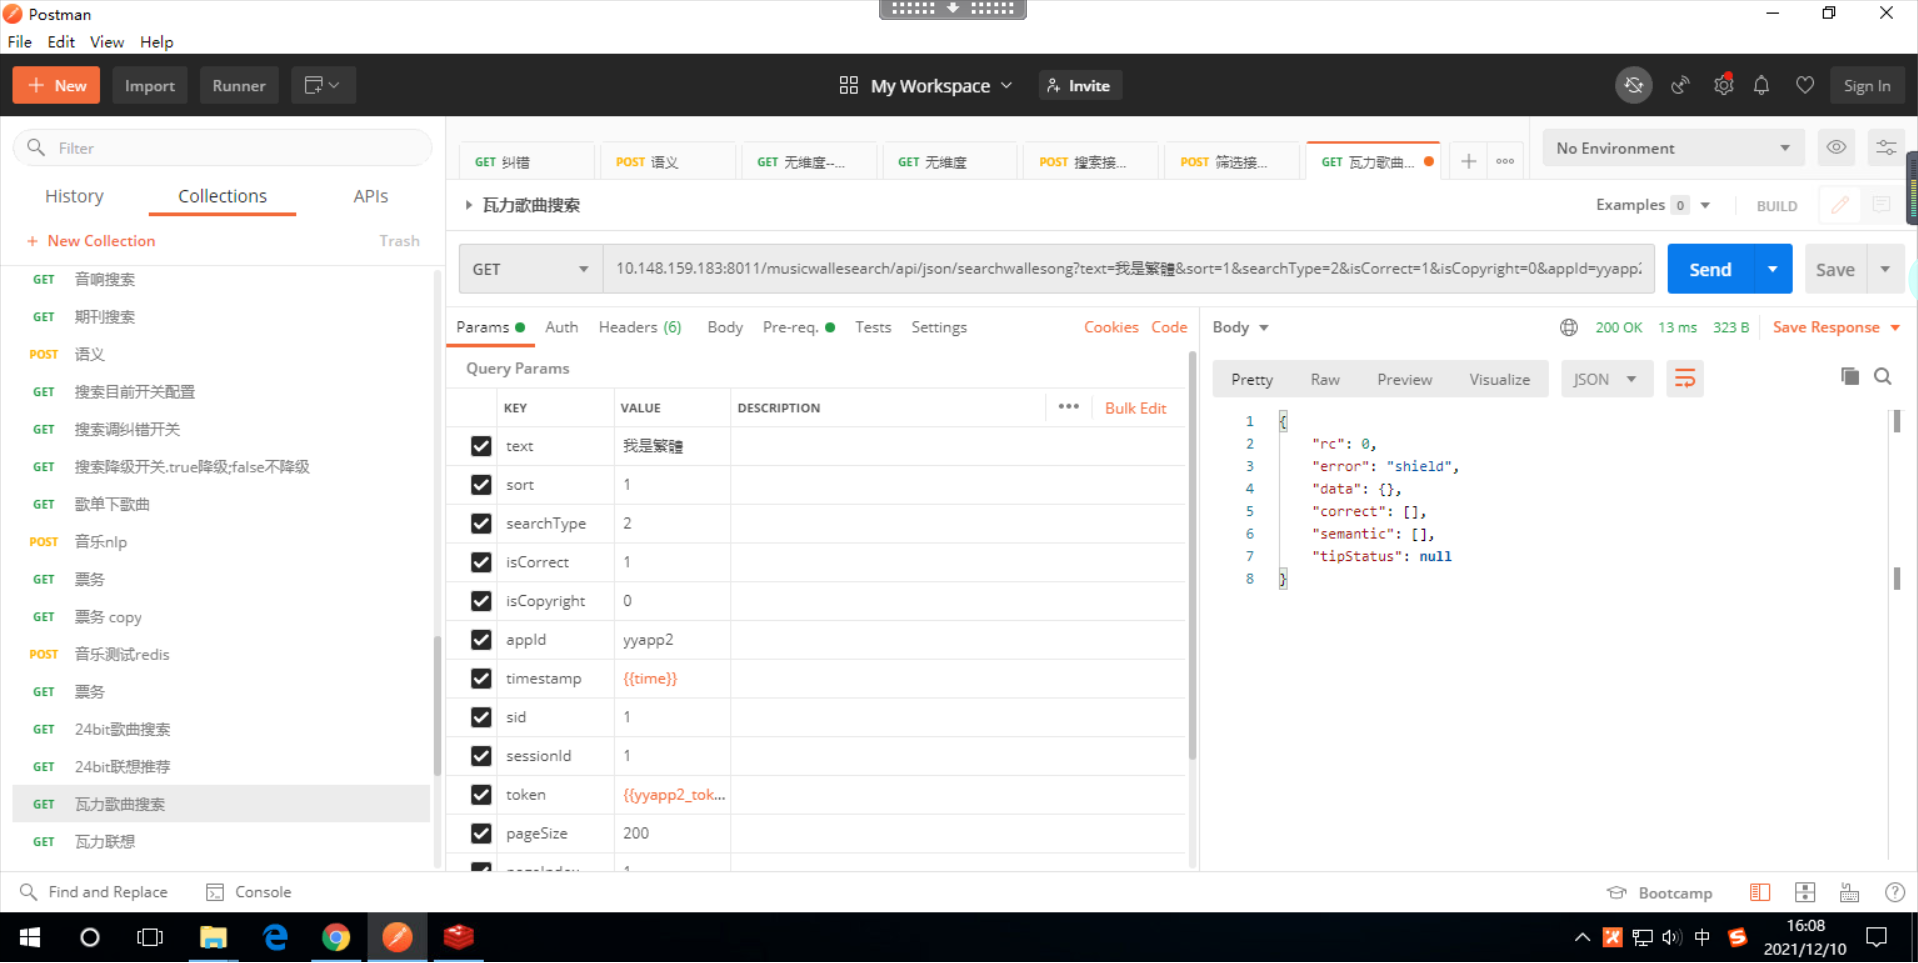 Postman
File Edit View Help
New Import Runner My Workspace Invite Sign In
Filter
History Collections APIs
+ New Collection Trash
GET 音响搜索
GET 期刊搜索
POST 语义
GET 搜索目前开关配置
GET 搜索调纠错开关
GET 搜索降级开关.true降级;false不降级
GET 歌单下歌曲
POST 音乐nlp
GET 票务
GET 票务 copy
POST 音乐测试redis
GET 票务
GET 24bit歌曲搜索
GET 24bit联想推荐
GET 瓦力歌曲搜索
GET 瓦力联想
GET 纠错 POST 语义 GET 无维度--... GET 无维度 POST 搜索接... POST 筛选接... GET 瓦力歌曲...
No Environment
瓦力歌曲搜索 Examples 0 BUILD
GET 10.148.159.183:8011/musicwallesearch/api/json/searchwallesong?text=我是繁體&sort=1&searchType=2&isCorrect=1&isCopyright=0&appId=yyapp2 Send Save
Params Auth Headers (6) Body Pre-req. Tests Settings Cookies Code
Query Params
KEY VALUE DESCRIPTION ••• Bulk Edit
text 我是繁體
sort 1
searchType 2
isCorrect 1
isCopyright 0
appId yyapp2
timestamp {{time}}
sid 1
sessionId 1
token {{yyapp2_tok...
pageSize 200
pageIndex 1
Body 200 OK 13 ms 323 B Save Response
Pretty Raw Preview Visualize JSON
1 {
2 "rc": 0,
3 "error": "shield",
4 "data": {},
5 "correct": [],
6 "semantic": [],
7 "tipStatus": null
8 }
Find and Replace Console Bootcamp
中 16:08
2021/12/10